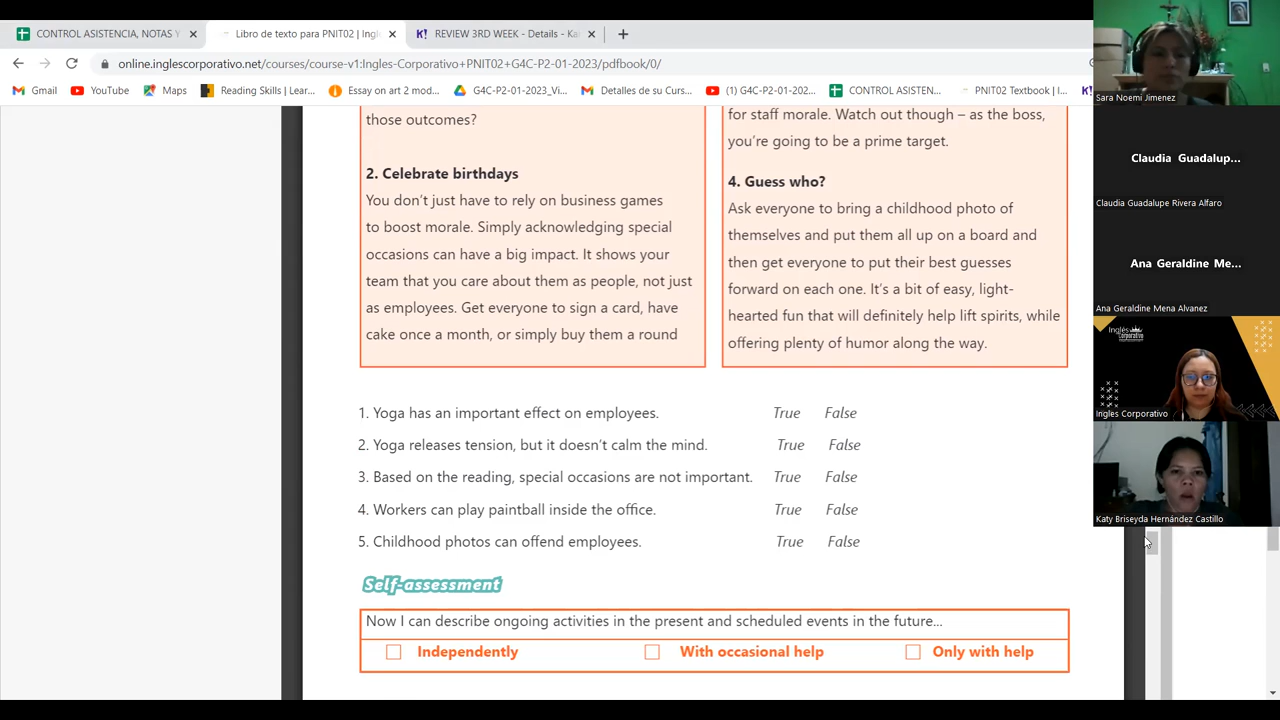 CONTROL ASISTENCIA, NOTAS Y
Libro de texto para PNIT02 | Ingl
REVIEW 3RD WEEK - Details - Ka
online.inglescorporativo.net/courses/course-v1:Ingles-Corporativo+PNIT02+G4C-P2-01-2023/pdfbook/0/
Gmail
YouTube
Maps
Reading Skills | Lear...
Essay on art 2 mod...
G4C-P2-01-2023_Vi...
Detalles de su Curs...
(1) G4C-P2-01-202...
CONTROL ASISTEN...
PNIT02 Textbook | I...
those outcomes?
2. Celebrate birthdays
You don't just have to rely on business games
to boost morale. Simply acknowledging special
occasions can have a big impact. It shows your
team that you care about them as people, not just
as employees. Get everyone to sign a card, have
cake once a month, or simply buy them a round
for staff morale. Watch out though – as the boss,
you're going to be a prime target.
4. Guess who?
Ask everyone to bring a childhood photo of
themselves and put them all up on a board and
then get everyone to put their best guesses
forward on each one. It's a bit of easy, light-
hearted fun that will definitely help lift spirits, while
offering plenty of humor along the way.
1. Yoga has an important effect on employees. True False
2. Yoga releases tension, but it doesn't calm the mind. True False
3. Based on the reading, special occasions are not important. True False
4. Workers can play paintball inside the office. True False
5. Childhood photos can offend employees. True False
Self-assessment
Now I can describe ongoing activities in the present and scheduled events in the future...
Independently With occasional help Only with help
Sara Noemi Jimenez
Claudia Guadalup...
Claudia Guadalupe Rivera Alfaro
Ana Geraldine Me...
Ana Geraldine Mena Alvanez
Inglés
Corporativo
Ingles Corporativo
Katy Briseyda Hernández Castillo